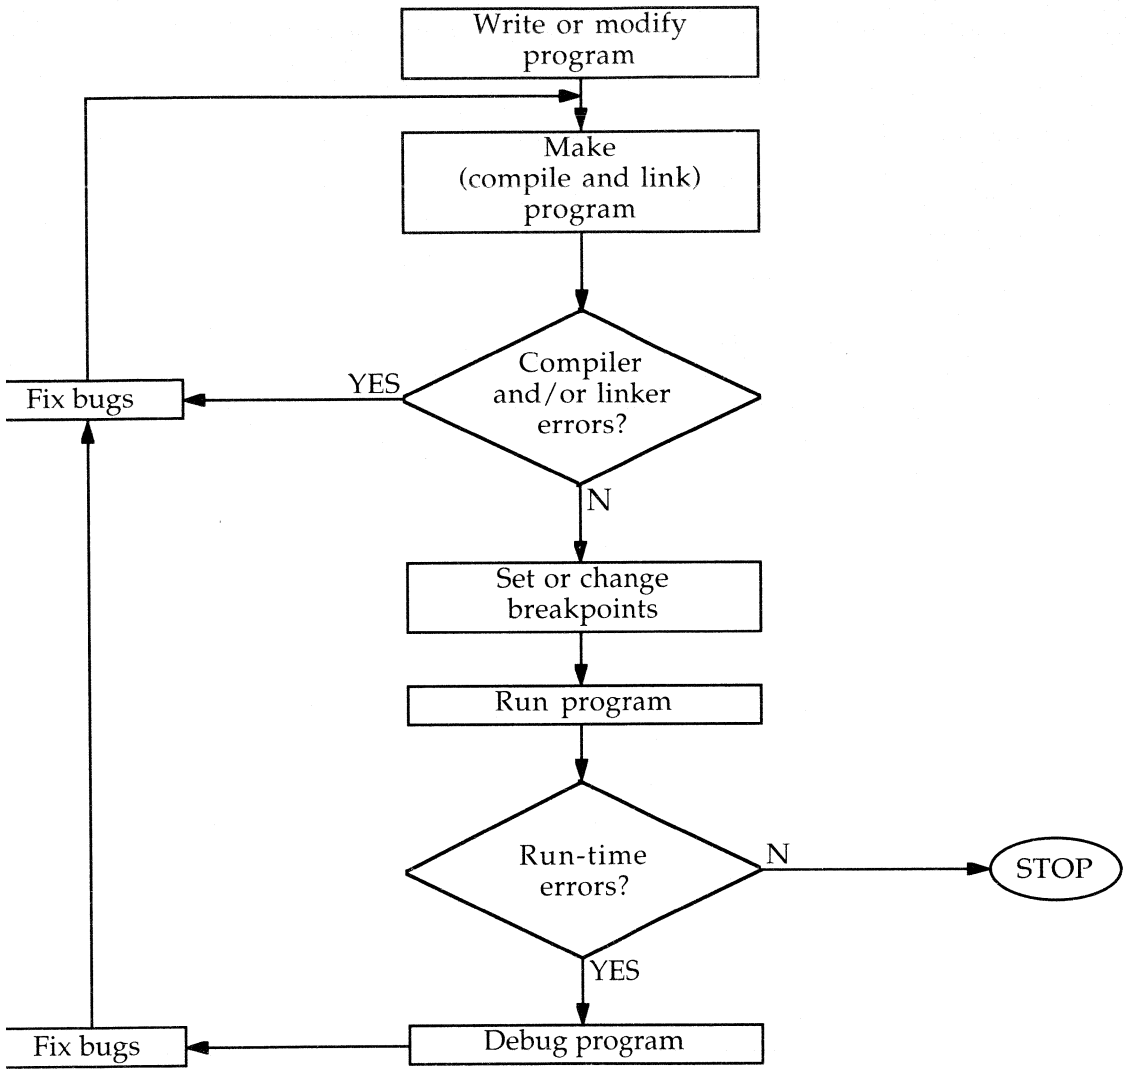 Write or modify
program
Make
(compile and link)
program
Compiler
and/or linker
errors?
YES
Fix bugs
N
Set or change
breakpoints
Run program
Run-time
errors?
N
STOP
YES
Debug program
Fix bugs